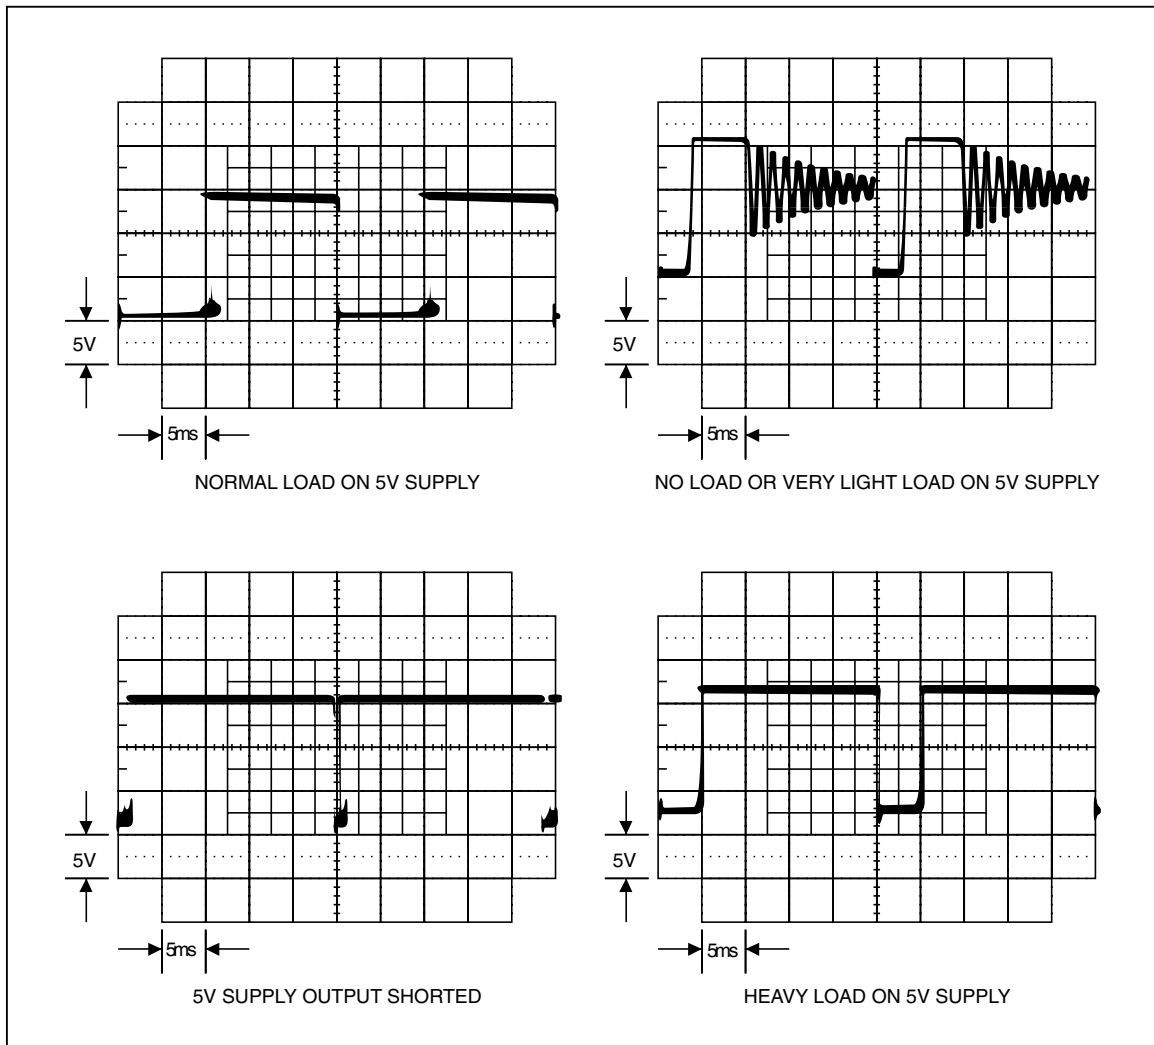 5V
5ms
NORMAL LOAD ON 5V SUPPLY
5V
5ms
NO LOAD OR VERY LIGHT LOAD ON 5V SUPPLY
5V
5ms
5V SUPPLY OUTPUT SHORTED
5V
5ms
HEAVY LOAD ON 5V SUPPLY